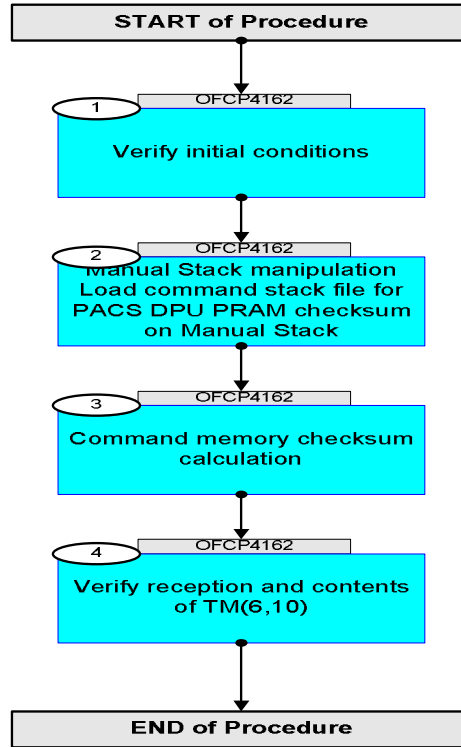 START of Procedure
OFCP4162
1
Verify initial conditions
OFCP4162
2
Manual Stack manipulation
Load command stack file for
PACS DPU PRAM checksum
on Manual Stack
OFCP4162
3
Command memory checksum
calculation
OFCP4162
4
Verify reception and contents
of TM(6,10)
END of Procedure